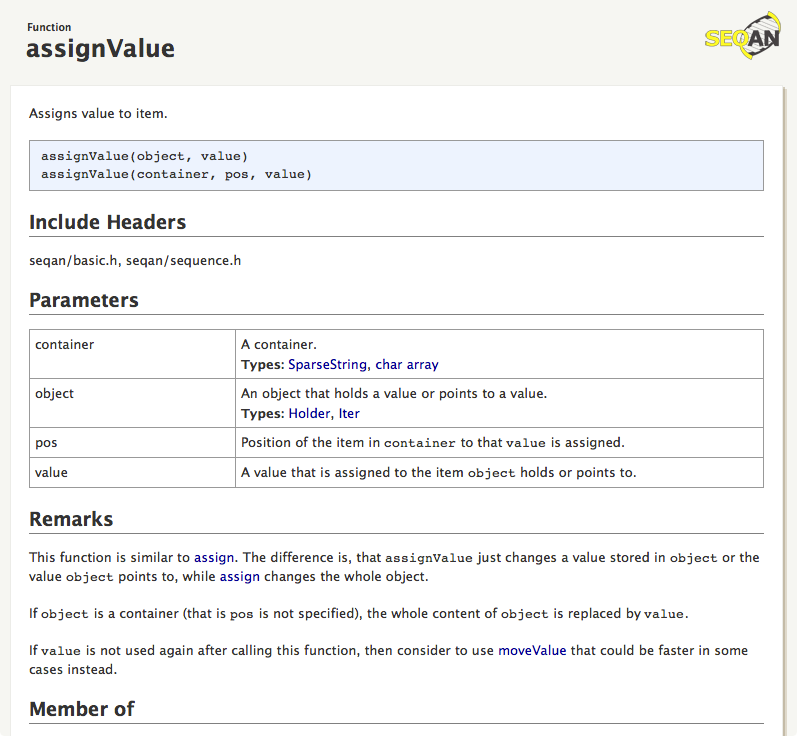 Function
assignValue
SEQAN
Assigns value to item.
assignValue(object, value)
assignValue(container, pos, value)
Include Headers
seqan/basic.h, seqan/sequence.h
Parameters
container
A container.
Types: SparseString, char array
object
An object that holds a value or points to a value.
Types: Holder, Iter
pos
Position of the item in container to that value is assigned.
value
A value that is assigned to the item object holds or points to.
Remarks
This function is similar to assign. The difference is, that assignValue just changes a value stored in object or the
value object points to, while assign changes the whole object.
If object is a container (that is pos is not specified), the whole content of object is replaced by value.
If value is not used again after calling this function, then consider to use moveValue that could be faster in some
cases instead.
Member of